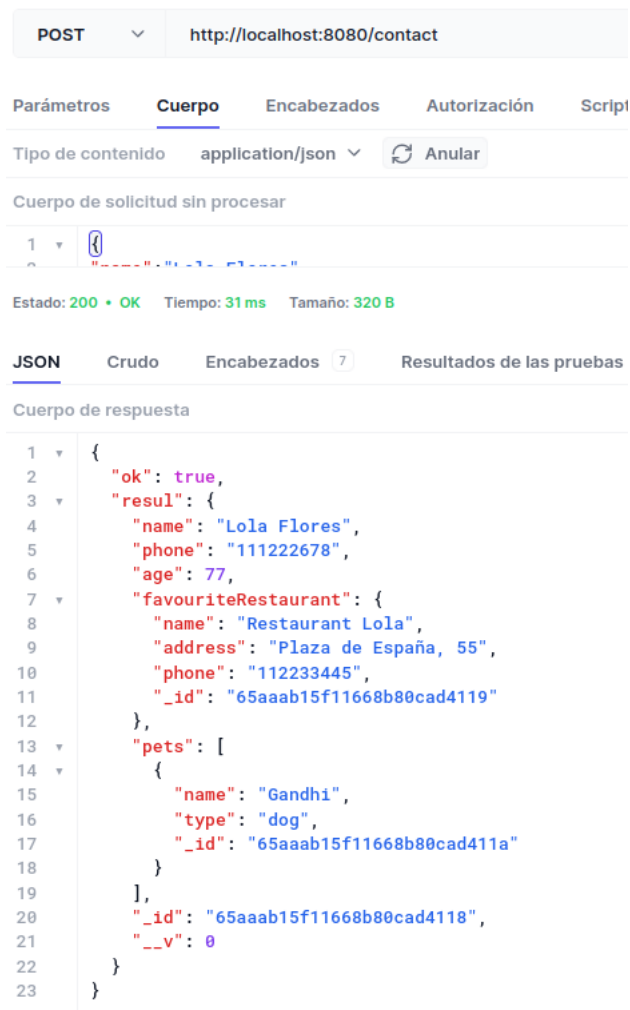 POST http://localhost:8080/contact
Parámetros Cuerpo Encabezados Autorización Script
Tipo de contenido application/json Anular
Cuerpo de solicitud sin procesar
1 {
2 "name":"Lola Flores"
Estado: 200 • OK Tiempo: 31 ms Tamaño: 320 B
JSON Crudo Encabezados 7 Resultados de las pruebas
Cuerpo de respuesta
1 {
2 "ok": true,
3 "resul": {
4 "name": "Lola Flores",
5 "phone": "111222678",
6 "age": 77,
7 "favouriteRestaurant": {
8 "name": "Restaurant Lola",
9 "address": "Plaza de España, 55",
10 "phone": "112233445",
11 "_id": "65aaab15f11668b80cad4119"
12 },
13 "pets": [
14 {
15 "name": "Gandhi",
16 "type": "dog",
17 "_id": "65aaab15f11668b80cad411a"
18 }
19 ],
20 "_id": "65aaab15f11668b80cad4118",
21 "__v": 0
22 }
23 }